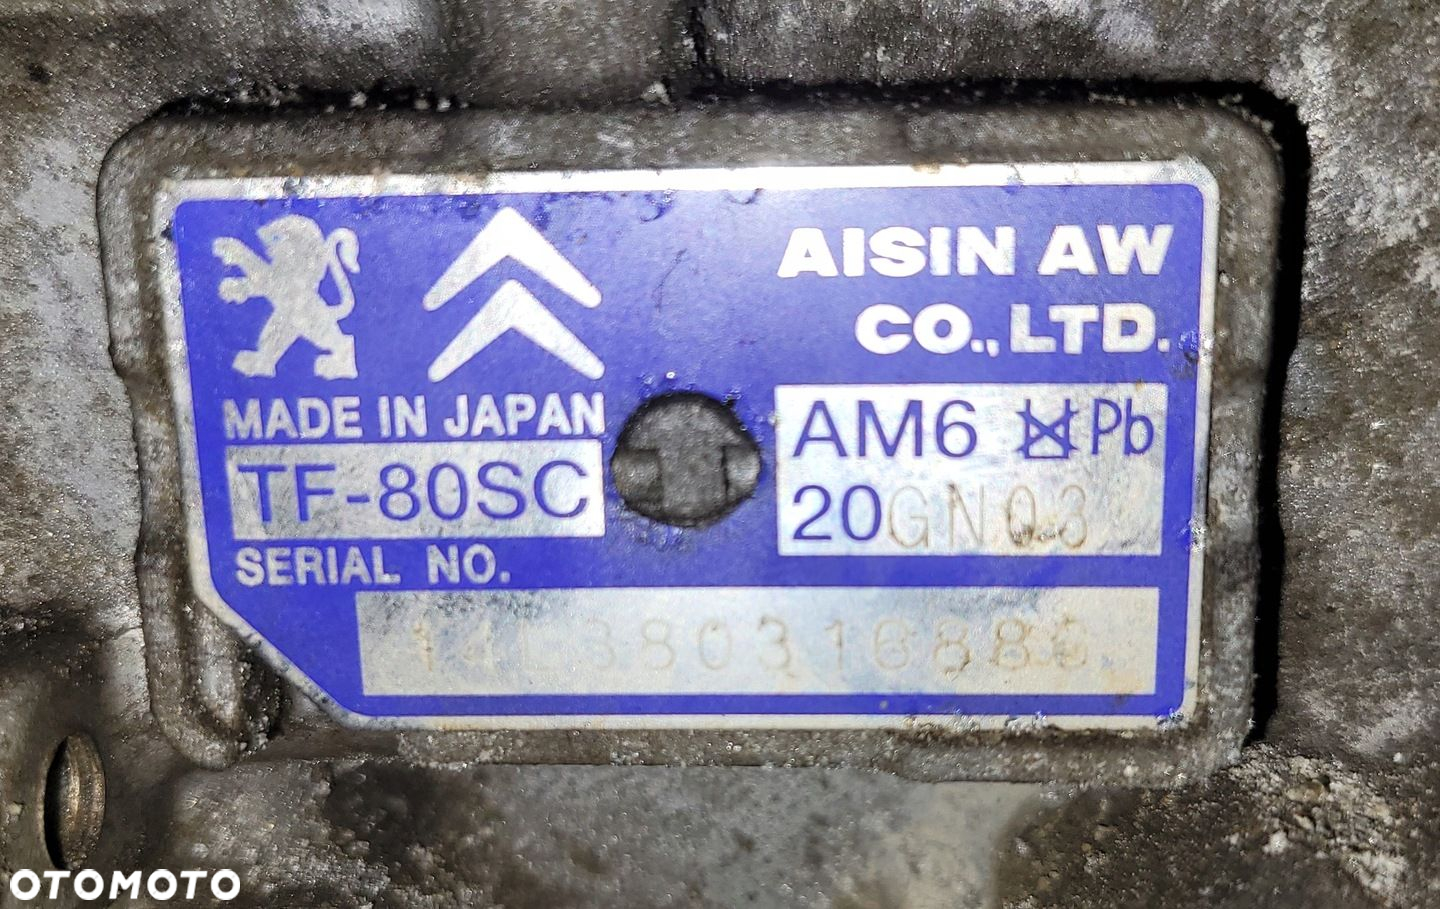 AISIN AW
CO., LTD.
MADE IN JAPAN
TF-80SC
AM6 Pb
20GN03
SERIAL NO.
OTOMOTO